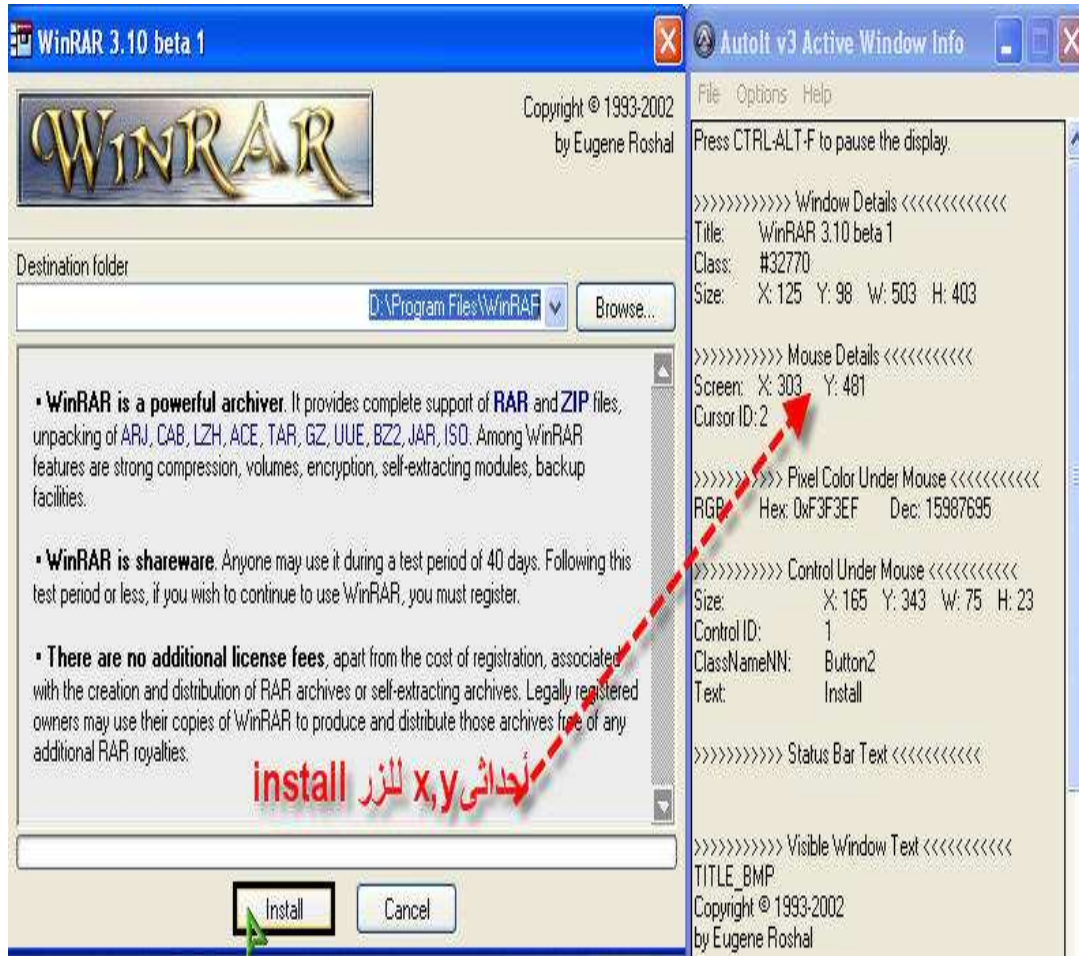 WinRAR 3.10 beta 1
WINRAR
Copyright © 1993-2002
by Eugene Roshal
Destination folder
D:\Program Files\WinRAR
Browse...
• WinRAR is a powerful archiver. It provides complete support of RAR and ZIP files,
unpacking of ARJ, CAB, LZH, ACE, TAR, GZ, UUE, BZ2, JAR, ISO. Among WinRAR
features are strong compression, volumes, encryption, self-extracting modules, backup
facilities.
• WinRAR is shareware. Anyone may use it during a test period of 40 days. Following this
test period or less, if you wish to continue to use WinRAR, you must register.
• There are no additional license fees, apart from the cost of registration, associated
with the creation and distribution of RAR archives or self-extracting archives. Legally registered
owners may use their copies of WinRAR to produce and distribute those archives free of any
additional RAR royalties.
أحداثى x,y للزر install
Install
Cancel
AutoIt v3 Active Window Info
File Options Help
Press CTRL-ALT-F to pause the display.
>>>>>>>>>>> Window Details <<<<<<<<<<<<<
Title: WinRAR 3.10 beta 1
Class: #32770
Size: X: 125 Y: 98 W: 503 H: 403
>>>>>>>>>>> Mouse Details <<<<<<<<<<<
Screen: X: 303 Y: 481
Cursor ID: 2
>>>>>>>>>>> Pixel Color Under Mouse <<<<<<<<<<<
RGB: Hex: 0xF3F3EF Dec: 15987695
>>>>>>>>>>> Control Under Mouse <<<<<<<<<<<
Size: X: 165 Y: 343 W: 75 H: 23
Control ID: 1
ClassNameNN: Button2
Text: Install
>>>>>>>>>>> Status Bar Text <<<<<<<<<<<
>>>>>>>>>>> Visible Window Text <<<<<<<<<<<
TITLE_BMP
Copyright © 1993-2002
by Eugene Roshal